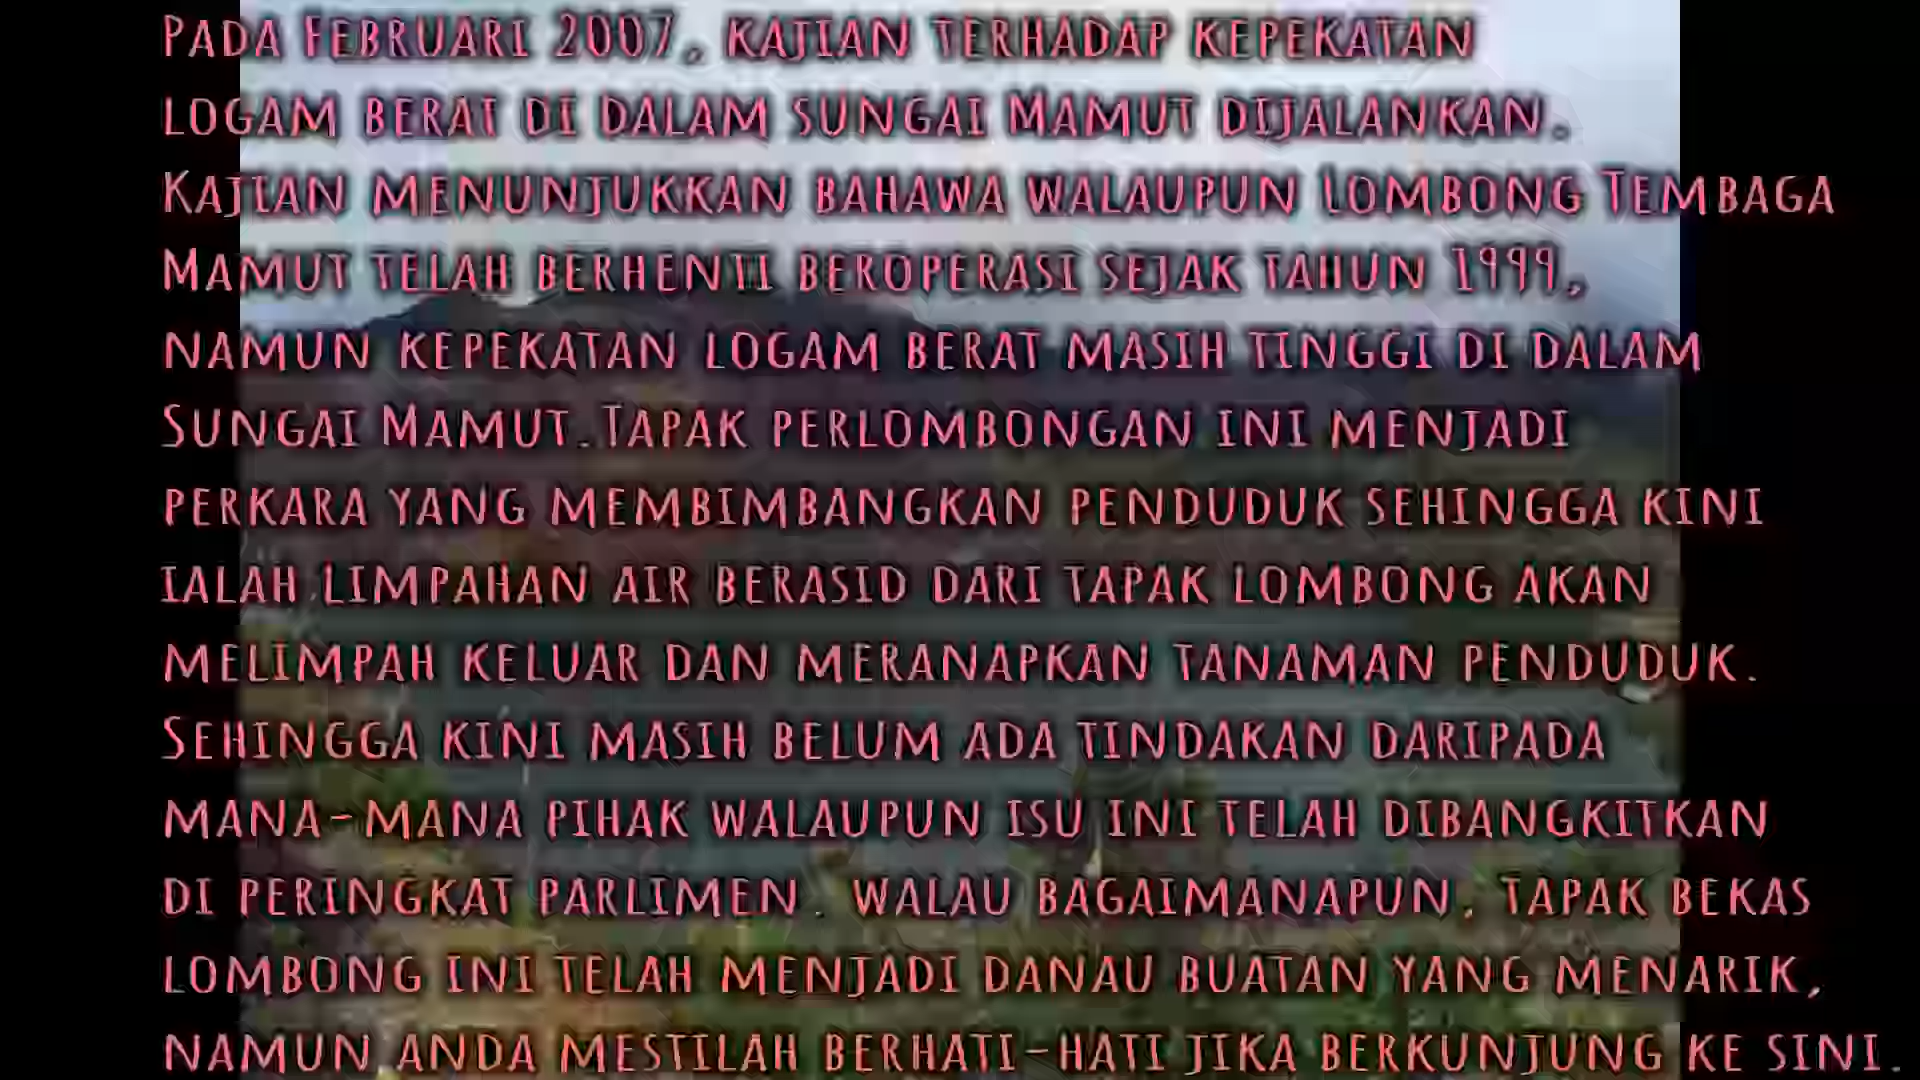 Pada Februari 2007, kajian terhadap kepekatan
logam berat di dalam sungai Mamut dijalankan.
Kajian menunjukkan bahawa walaupun Lombong Tembaga
Mamut telah berhenti beroperasi sejak tahun 1999,
namun kepekatan logam berat masih tinggi di dalam
Sungai Mamut.Tapak perlombongan ini menjadi
perkara yang membimbangkan penduduk sehingga kini
ialah limpahan air berasid dari tapak lombong akan
melimpah keluar dan meranapkan tanaman penduduk.
Sehingga kini masih belum ada tindakan daripada
mana-mana pihak walaupun isu ini telah dibangkitkan
di peringkat parlimen. walau bagaimanapun, tapak bekas
lombong ini telah menjadi danau buatan yang menarik,
namun anda mestilah berhati-hati jika berkunjung ke sini.